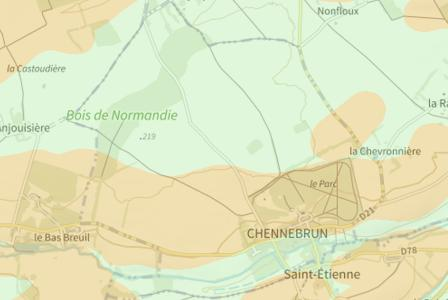 Nonfloux
la Castoudière
la Ra
Bois de Normandie
Anjouisière
219
la Chevronnière
le Parc
D21
le Bas Breuil
CHENNEBRUN
D78
Saint-Étienne